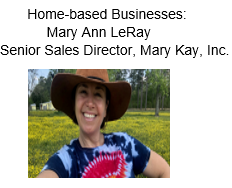 Home-based Businesses:
Mary Ann LeRay
Senior Sales Director, Mary Kay, Inc.